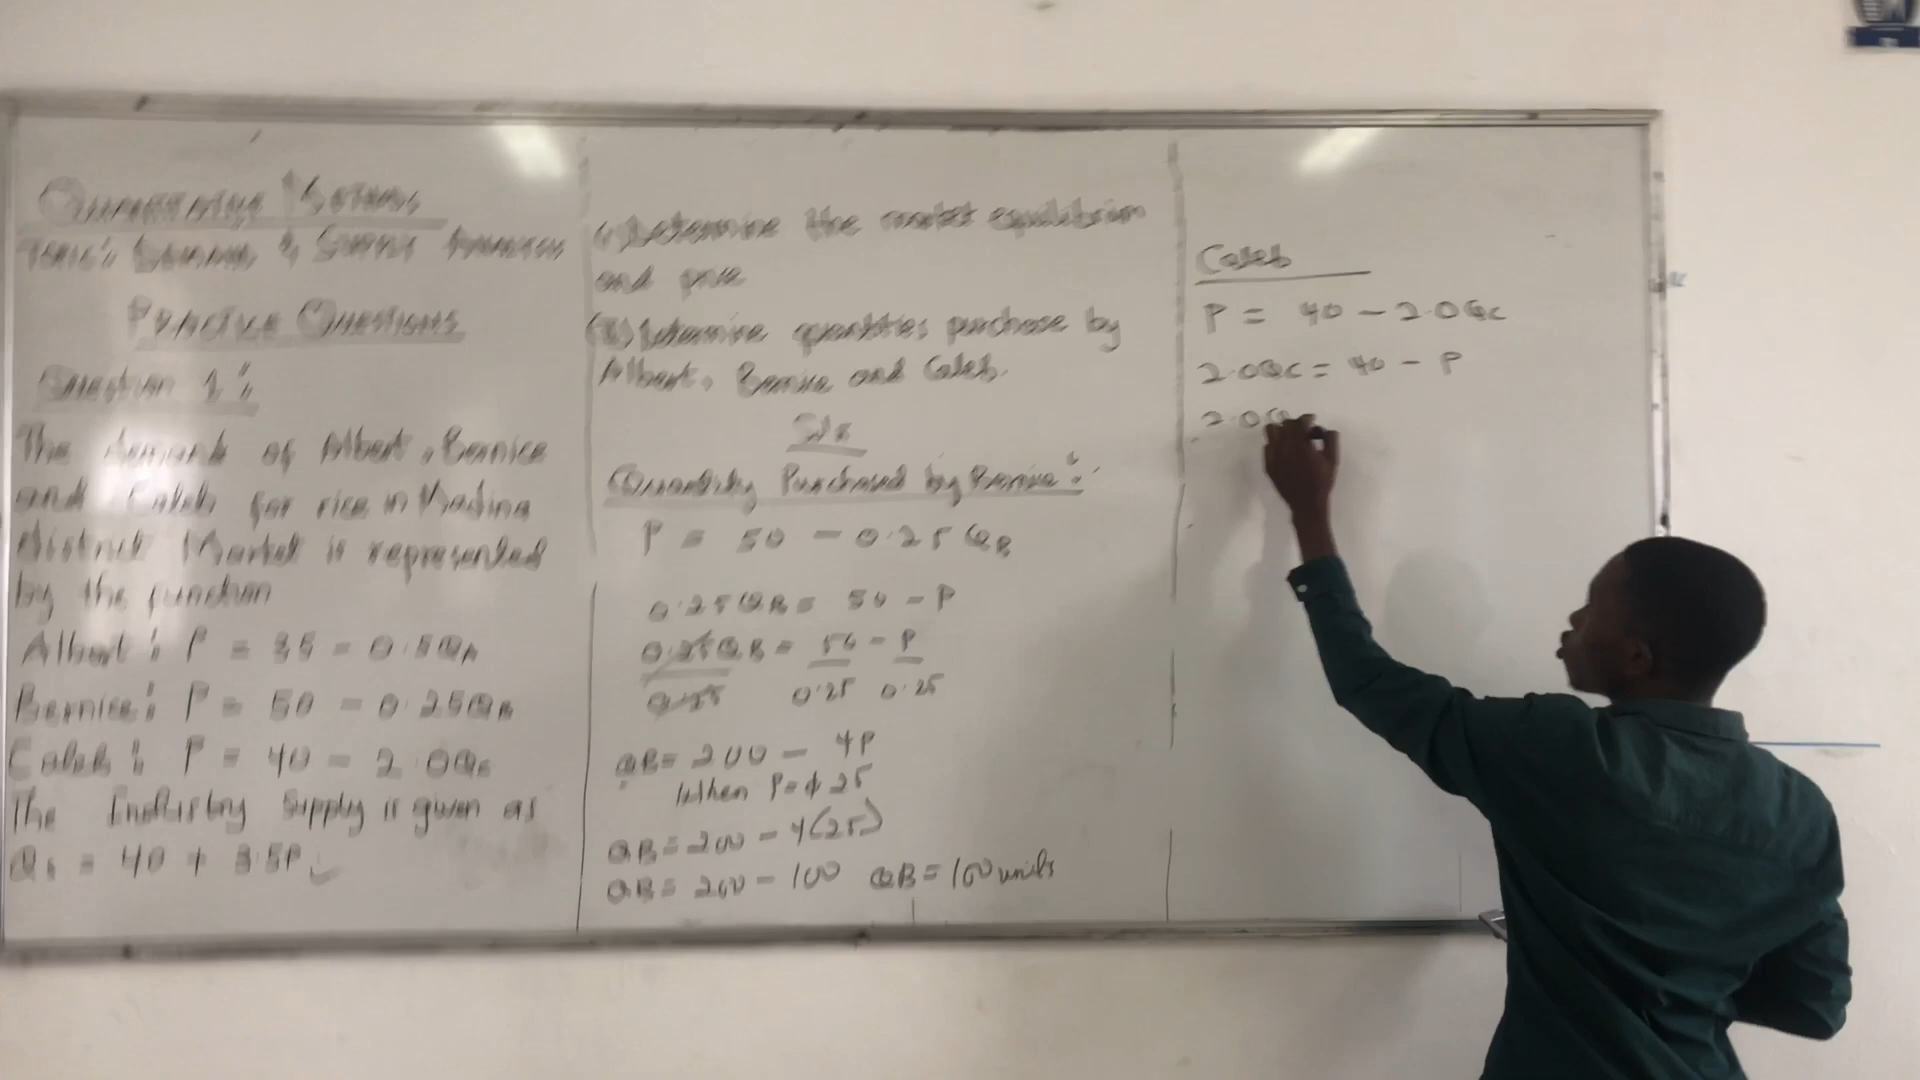 QUANTITATIVE METHODS
TOPIC: DEMAND & SUPPLY ANALYSIS
PRACTICE QUESTIONS
Question 1:
The demand of Albert, Bernice
and Caleb for rice in Madina
district Market is represented
by the function
Albert: P = 35 - 0.5QA
Bernice: P = 50 - 0.25QB
Caleb: P = 40 - 2.0Qc
The Industry Supply is given as
Qs = 40 + 3.5P
(i) Determine the market equilibrium
and price
(ii) Determine quantities purchase by
Albert, Bernice and Caleb.
Quantity Purchased by Bernice:
P = 50 - 0.25QB
0.25QB = 50 - P
0.25QB = 50 - P
0.25 0.25 0.25
QB = 200 - 4P
When P = ¢25
QB = 200 - 4(25)
QB = 200 - 100 QB = 100 units
Caleb
P = 40 - 2.0Qc
2.0Qc = 40 - P
2.0Q